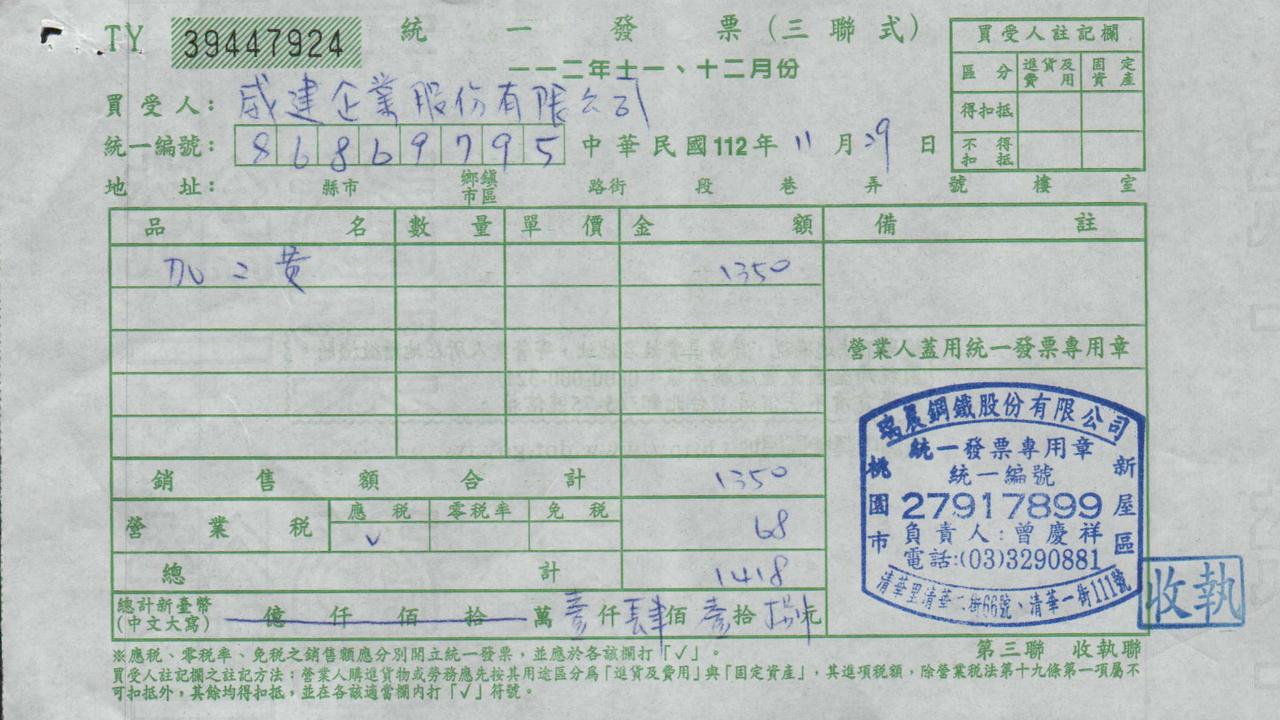 TY 39447924
統一發票(三聯式)
一一二年十一、十二月份
買受人註記欄
區分 進貨及費用 固定資產
得扣抵
不得扣抵
買受人： 威建企業股份有限公司
統一編號： 86869795 中華民國112年 11 月 29 日
地址： 縣市 鄉鎮市區 路街 段 巷 弄 號 樓 室
品名 數量 單價 金額 備註
加工費 1350
營業人蓋用統一發票專用章
銷售額合計 1350
營業稅 應稅 零稅率 免稅 68
✓
總計 1418
總計新臺幣(中文大寫) 億 仟 佰 拾 萬 壹 仟 肆 佰 壹 拾 捌 元
瑞晨鋼鐵股份有限公司
統一發票專用章
統一編號
27917899
負責人:曾慶祥
電話:(03)3290881
桃園市
新屋區
清華里清華二街66號、清華一街111號
收執
第三聯 收執聯
※應稅、零稅率、免稅之銷售額應分別開立統一發票，並應於各該欄打「✓」。
買受人註記欄之註記方法：營業人購進貨物或勞務應先按其用途區分為「進貨及費用」與「固定資產」，其進項稅額，除營業稅法第十九條第一項屬不
可扣抵外，其餘均得扣抵，並在各該適當欄內打「✓」符號。